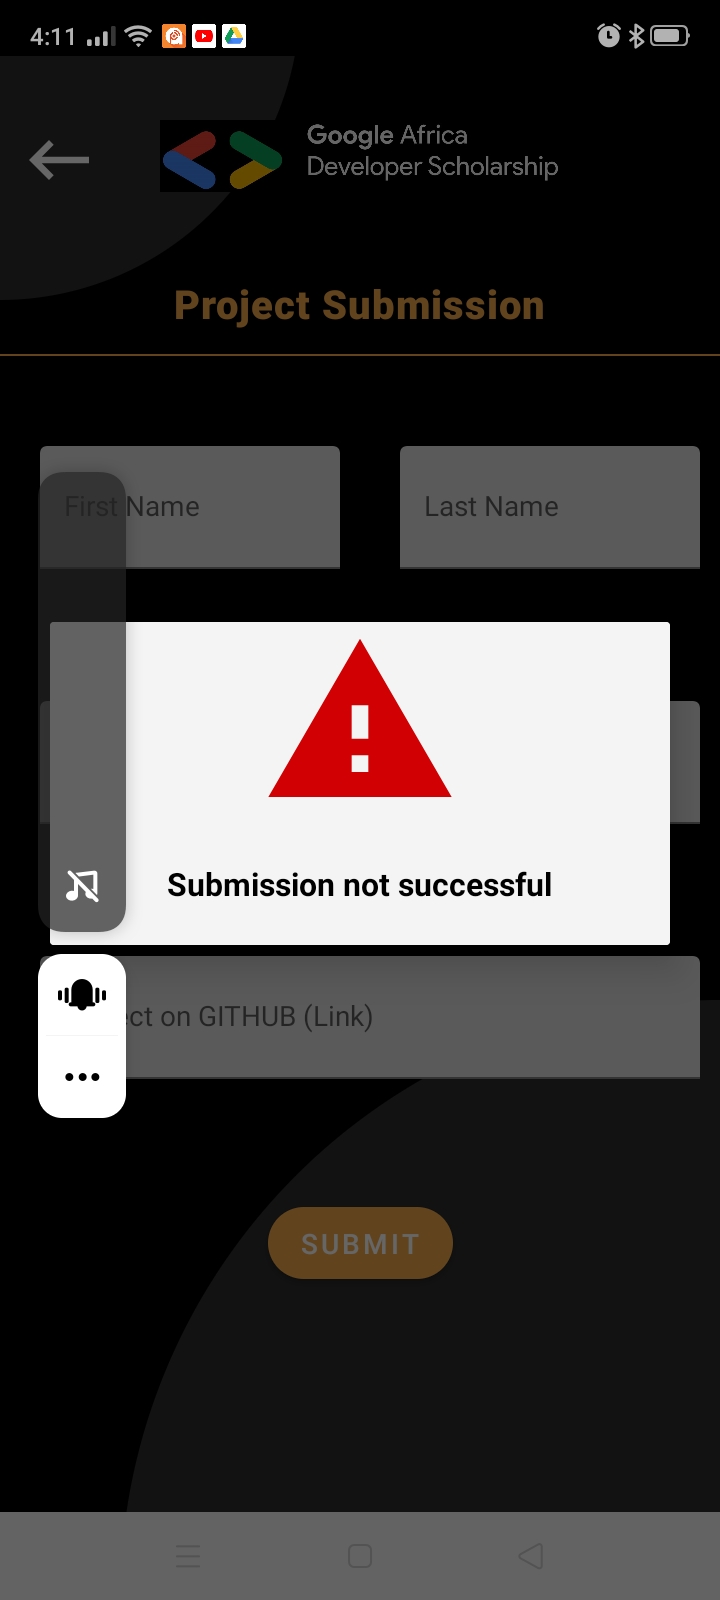 4:11
Google Africa
Developer Scholarship
Project Submission
First Name
Last Name
Submission not successful
ect on GITHUB (Link)
SUBMIT